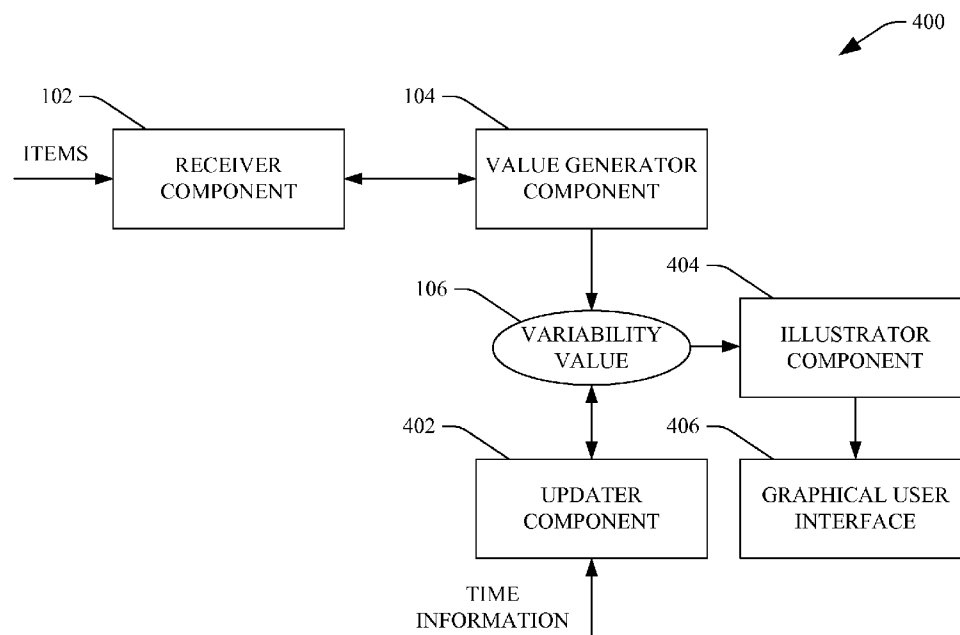 400
102
104
ITEMS
RECEIVER
COMPONENT
VALUE GENERATOR
COMPONENT
404
106
VARIABILITY
VALUE
ILLUSTRATOR
COMPONENT
402
406
UPDATER
COMPONENT
GRAPHICAL USER
INTERFACE
TIME
INFORMATION